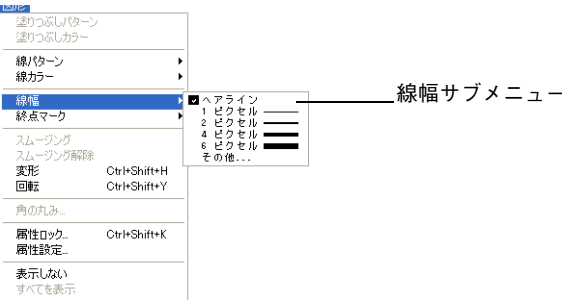 図形
塗りつぶしパターン
塗りつぶしカラー
線パターン
線カラー
線幅
終点マーク
スムージング
スムージング解除
変形 Ctrl+Shift+H
回転 Ctrl+Shift+Y
角の丸み...
属性ロック... Ctrl+Shift+K
属性設定...
表示しない
すべてを表示
ヘアライン
1 ピクセル
2 ピクセル
4 ピクセル
6 ピクセル
その他...
線幅サブメニュー